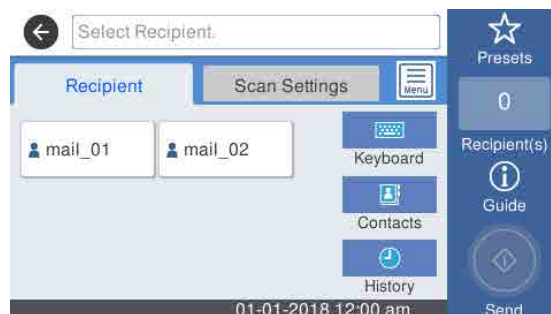 Select Recipient.
Presets
Recipient
Scan Settings
Menu
0
Recipient(s)
mail_01
mail_02
Keyboard
Guide
Contacts
History
01-01-2018 12:00 am
Send